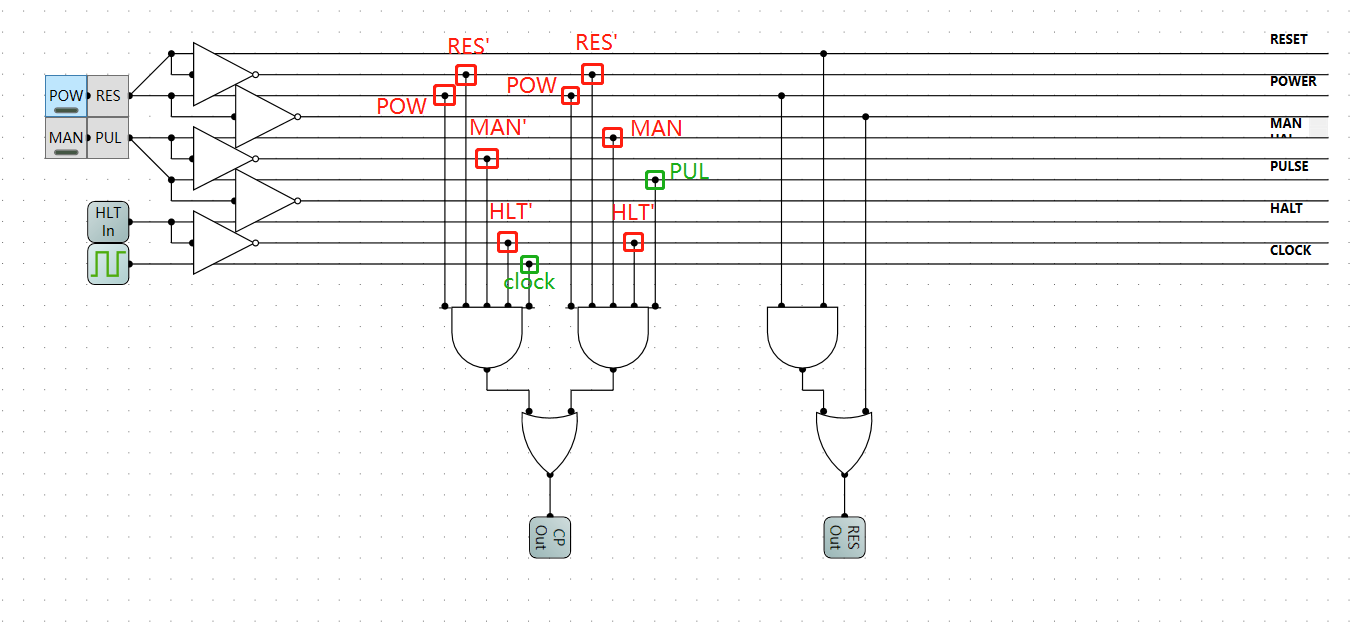 RES'
RES'
RESET
POW RES
POW
POW
POWER
MAN PUL
MAN'
MAN
MAN
PUL
PULSE
HLT
In
HLT'
HLT'
HALT
clock
CLOCK
CP
Out
RES
Out